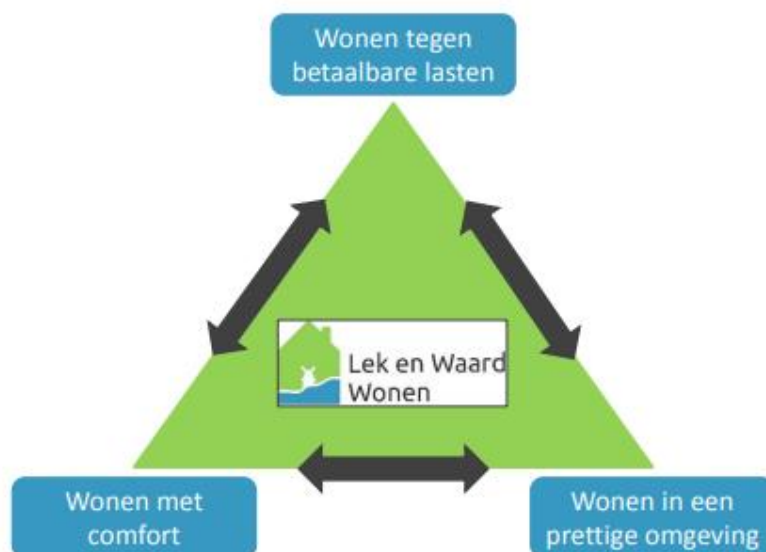 Wonen tegen
betaalbare lasten
Lek en Waard
Wonen
Wonen met
comfort
Wonen in een
prettige omgeving